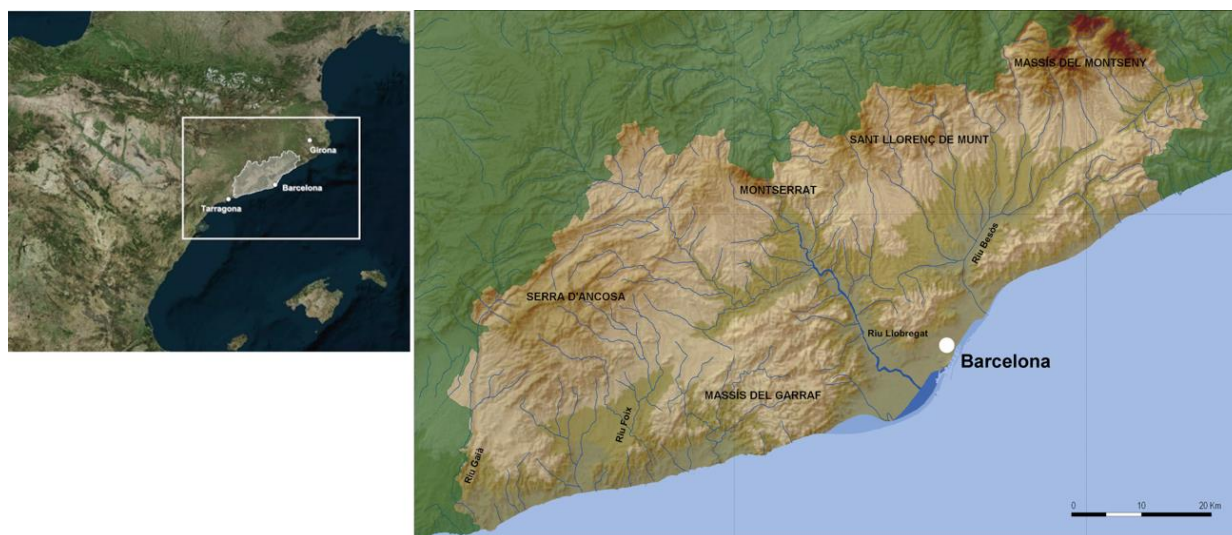 Girona
Barcelona
Tarragona
MASSÍS DEL MONTSENY
SANT LLORENÇ DE MUNT
MONTSERRAT
Riu Besòs
SERRA D'ANCOSA
Riu Llobregat
Barcelona
MASSÍS DEL GARRAF
Riu Foix
Riu Gaià
0 10 20 Km